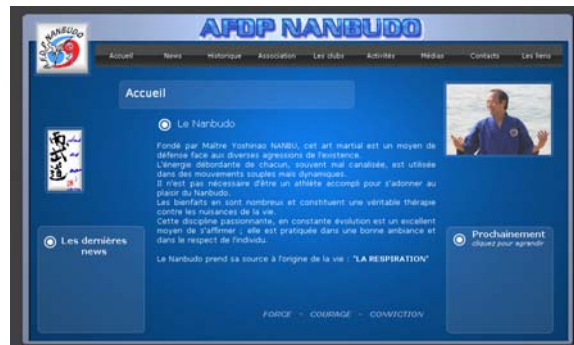 AFDP NANBUDO
AFDP NANBUDO
Accueil News Historique Association Les clubs Activités Médias Contacts Les liens
Accueil
Le Nanbudo
Fondé par Maître Yoshinao NANBU, cet art martial est un moyen de
défense face aux diverses agressions de l'existence.
L'énergie débordante de chacun, souvent mal canalisée, est utilisée
dans des mouvements souples mais dynamiques.
Il n'est pas nécessaire d'être un athlète accompli pour s'adonner au
plaisir du Nanbudo.
Les bienfaits en sont nombreux et constituent une véritable thérapie
contre les nuisances de la vie.
Cette discipline passionnante, en constante évolution est un excellent
moyen de s'affirmer ; elle est pratiquée dans une bonne ambiance et
dans le respect de l'individu.
Le Nanbudo prend sa source à l'origine de la vie : "LA RESPIRATION"
南武道
Les dernières
news
Prochainement
cliquez pour agrandir
FORCE - COURAGE - CONVICTION